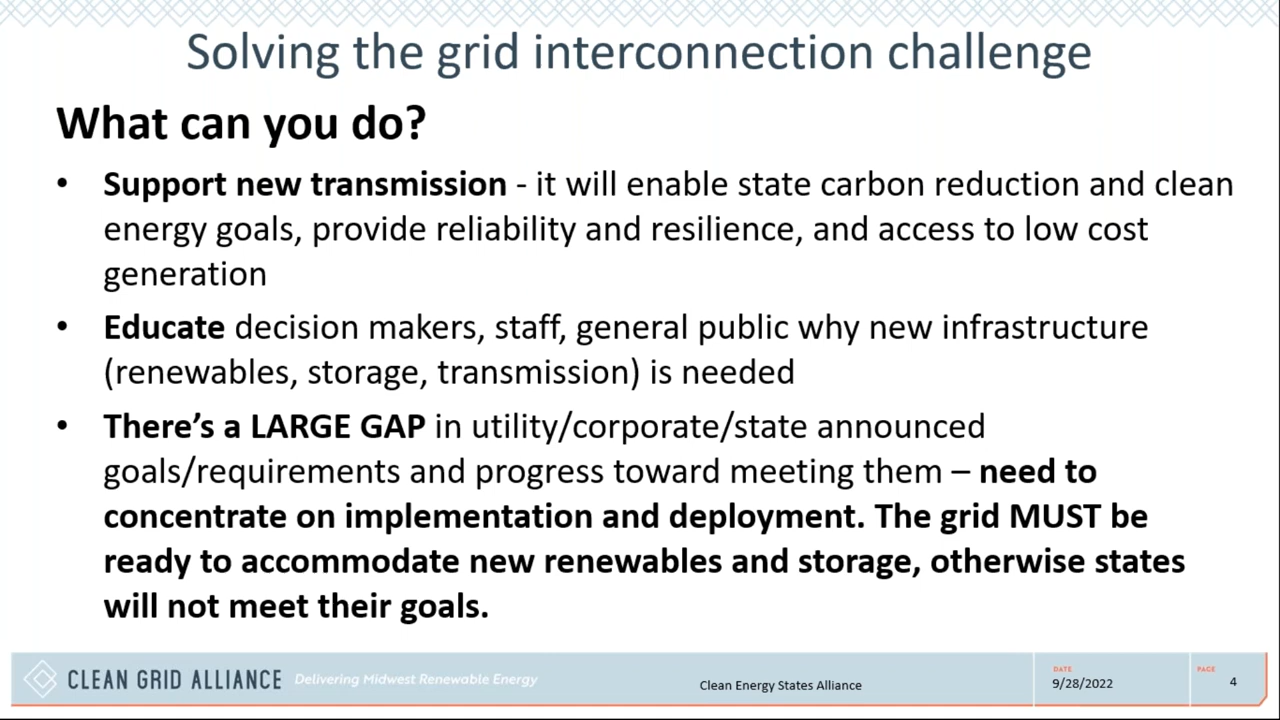 Solving the grid interconnection challenge
What can you do?
• Support new transmission - it will enable state carbon reduction and clean
energy goals, provide reliability and resilience, and access to low cost
generation
• Educate decision makers, staff, general public why new infrastructure
(renewables, storage, transmission) is needed
• There’s a LARGE GAP in utility/corporate/state announced
goals/requirements and progress toward meeting them – need to
concentrate on implementation and deployment. The grid MUST be
ready to accommodate new renewables and storage, otherwise states
will not meet their goals.
CLEAN GRID ALLIANCE Delivering Midwest Renewable Energy
Clean Energy States Alliance
DATE
9/28/2022
PAGE
4